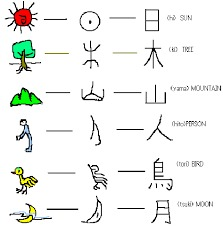 日 (hi) SUN
木 (ki) TREE
山 (yama) MOUNTAIN
人 (hito)PERSON
鳥 (tori) BIRD
月 (tsuki) MOON